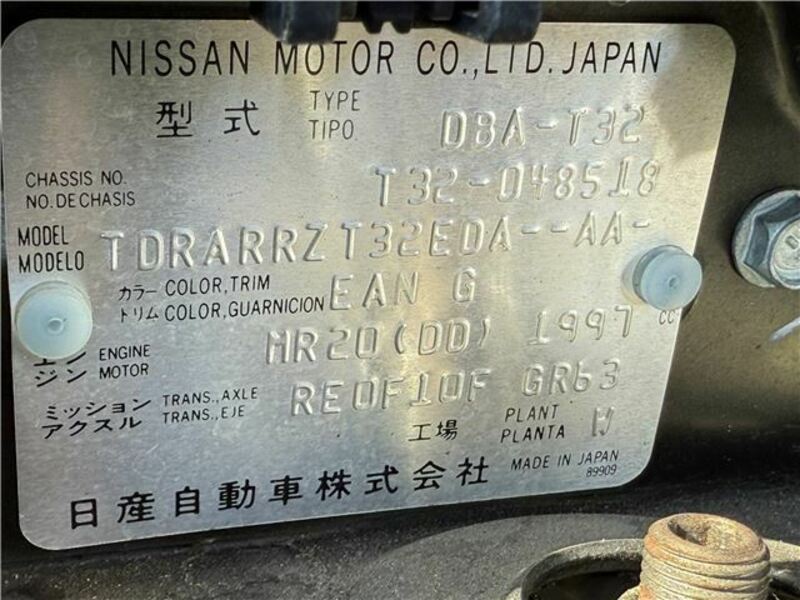 NISSAN MOTOR CO.,LTD. JAPAN
型式 TYPE TIPO DBA-T32
CHASSIS NO. NO. DE CHASIS T32-048518
MODEL MODELO TDRARRZT32EDA--AA-
カラー COLOR, TRIM トリム COLOR, GUARNICION EAN G
エン ジン ENGINE MOTOR MR20(DD) 1997 CC
ミッション アクスル TRANS., AXLE TRANS., EJE RE0F10F GR63
工場 PLANT PLANTA W
日産自動車株式会社 MADE IN JAPAN 89909